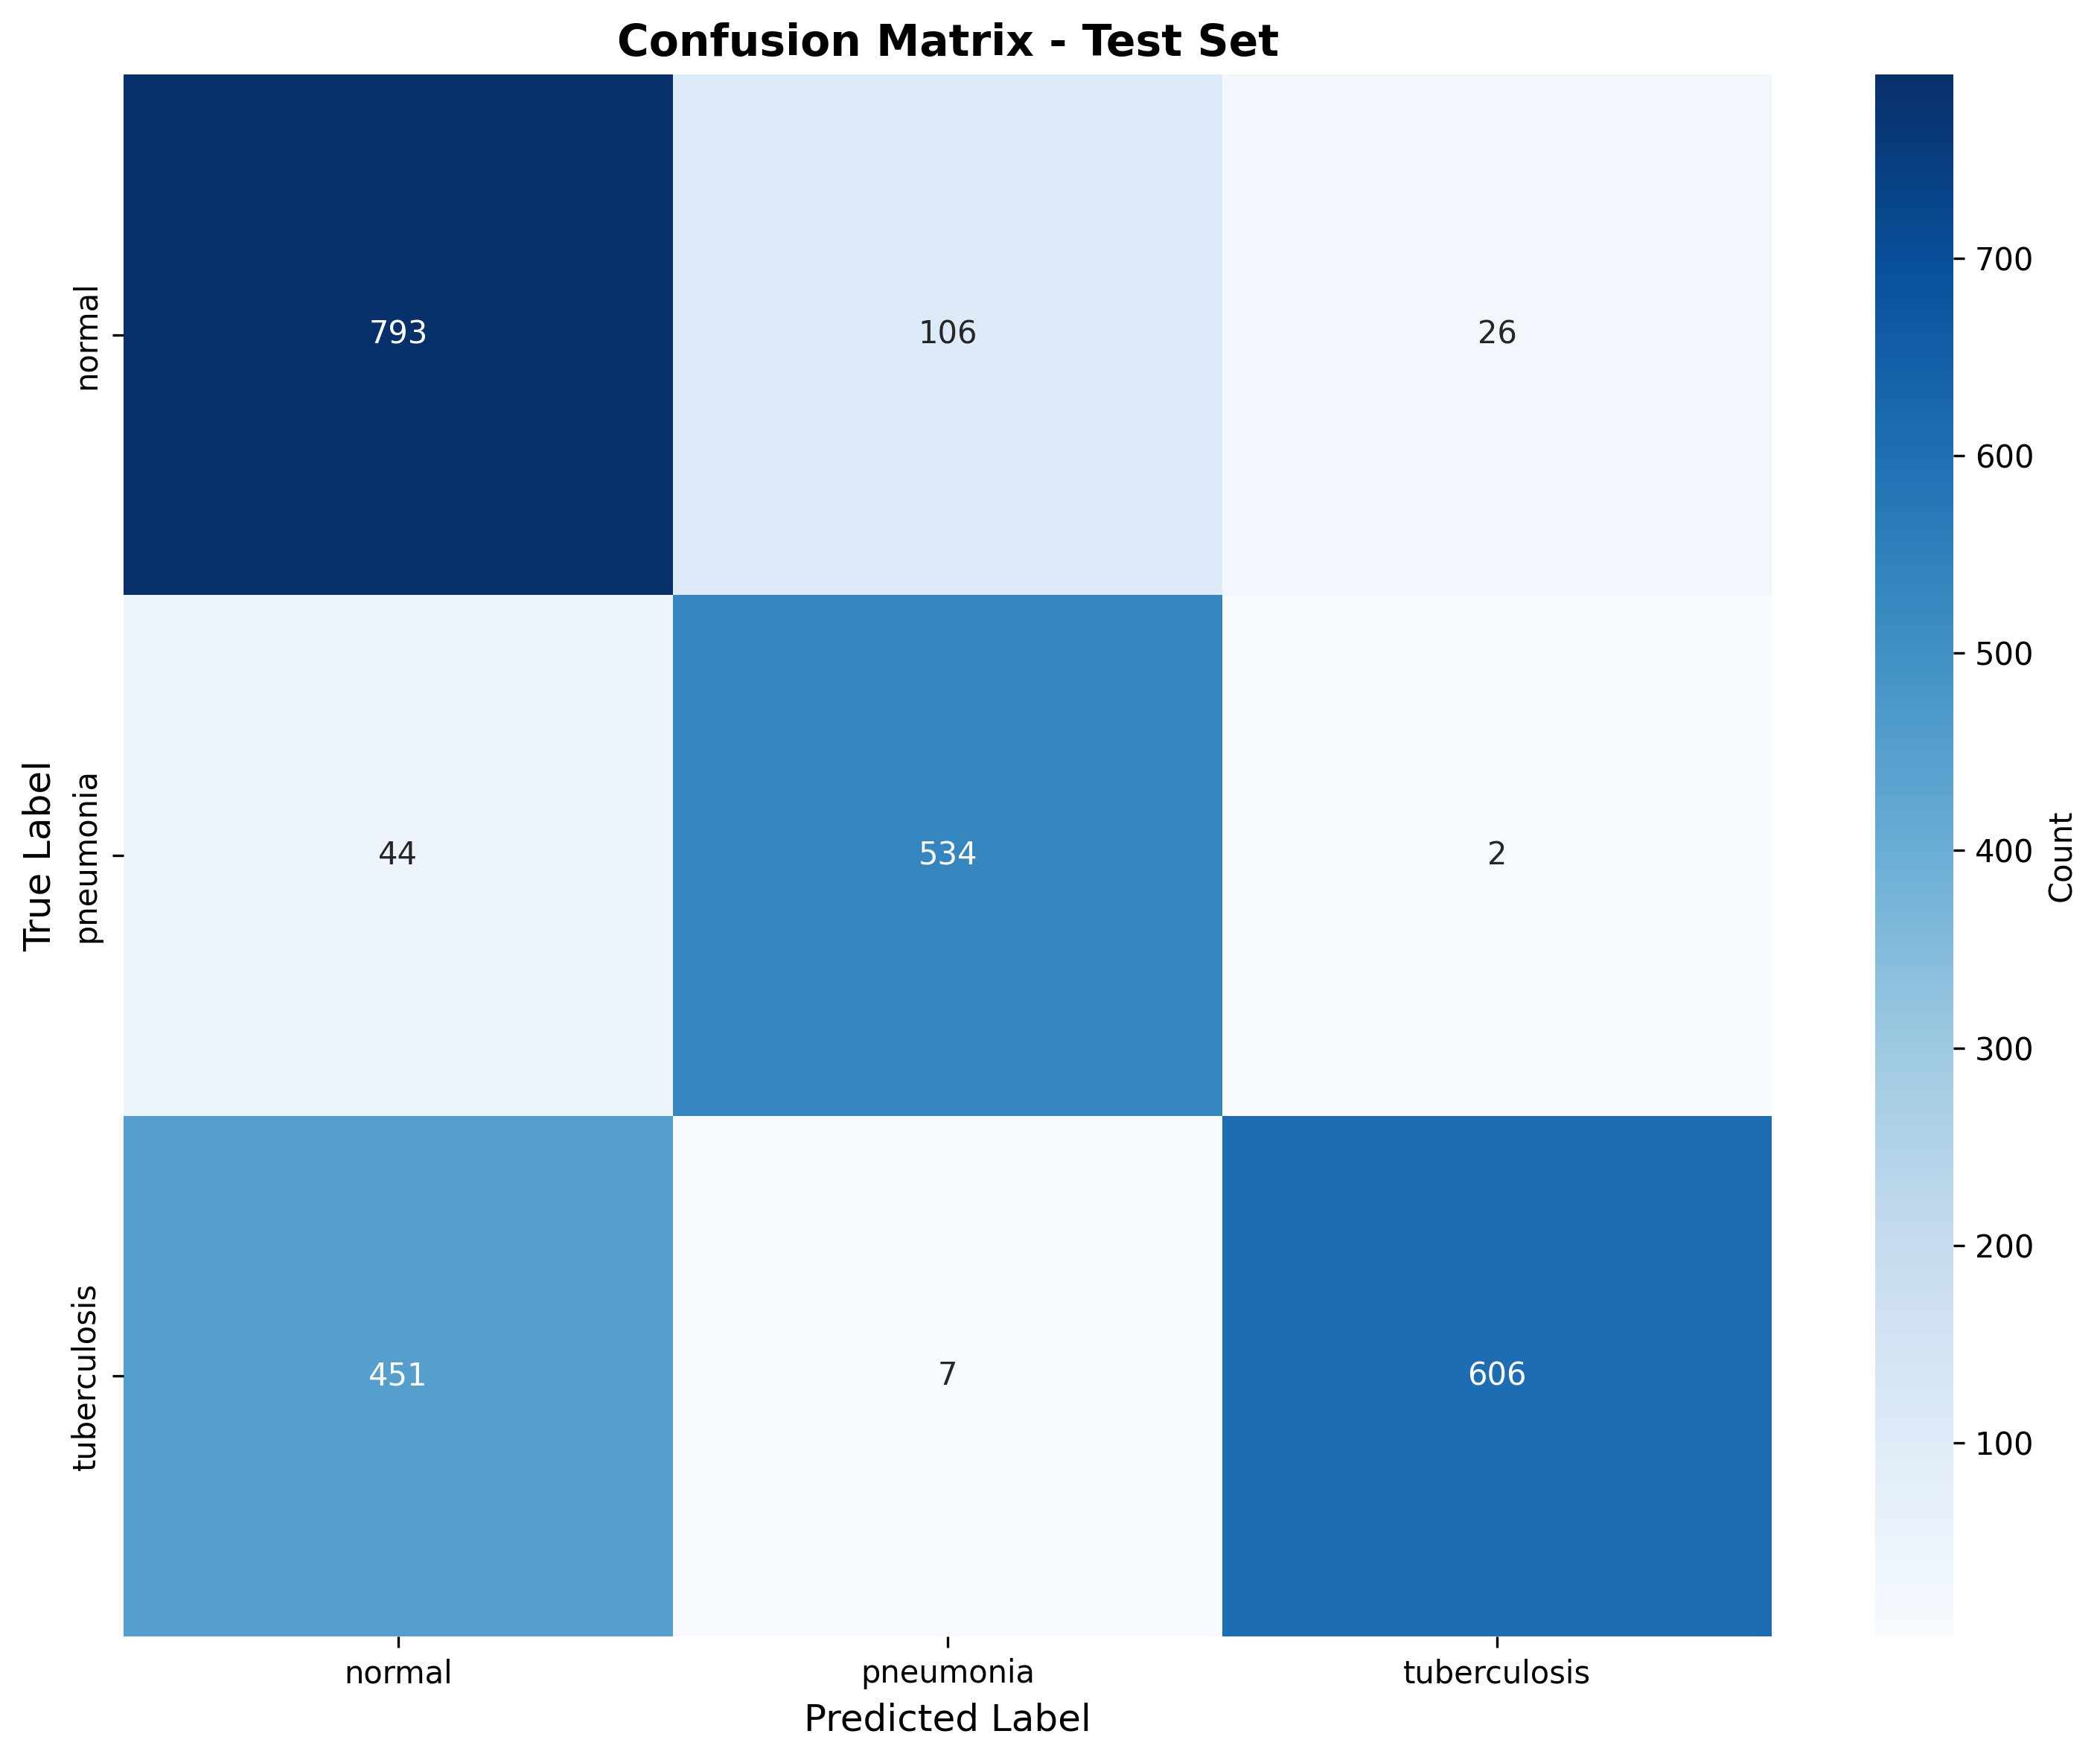 Confusion Matrix - Test Set
True Label
normal
793
106
26
pneumonia
44
534
2
tuberculosis
451
7
606
normal
pneumonia
tuberculosis
Predicted Label
700
600
500
400
300
200
100
Count